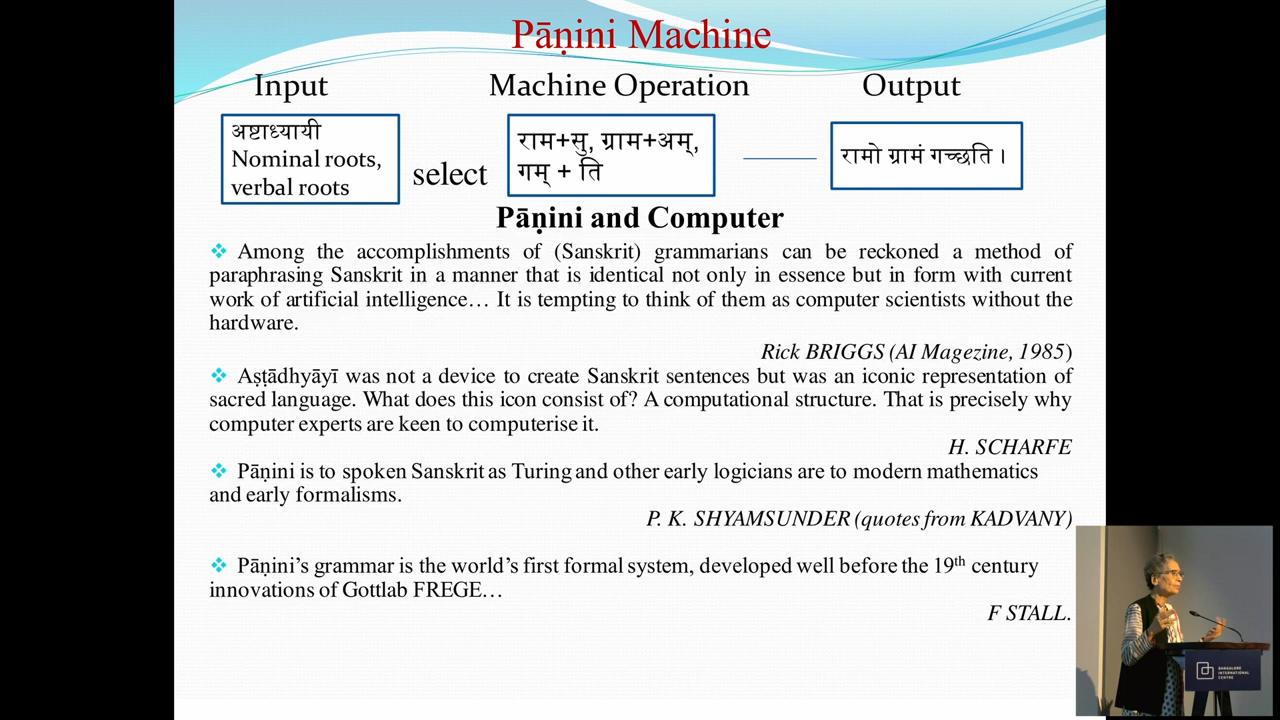 Pāṇini Machine
Input Machine Operation Output
अष्टाध्यायी
Nominal roots,
verbal roots
select
राम+सु, ग्राम+अम्,
गम् + ति
रामो ग्रामं गच्छति ।
Pāṇini and Computer
❖ Among the accomplishments of (Sanskrit) grammarians can be reckoned a method of
paraphrasing Sanskrit in a manner that is identical not only in essence but in form with current
work of artificial intelligence… It is tempting to think of them as computer scientists without the
hardware.
Rick BRIGGS (AI Magezine, 1985)
❖ Aṣṭādhyāyī was not a device to create Sanskrit sentences but was an iconic representation of
sacred language. What does this icon consist of? A computational structure. That is precisely why
computer experts are keen to computerise it.
H. SCHARFE
❖ Pāṇini is to spoken Sanskrit as Turing and other early logicians are to modern mathematics
and early formalisms.
P. K. SHYAMSUNDER (quotes from KADVANY)
❖ Pāṇini’s grammar is the world’s first formal system, developed well before the 19th century
innovations of Gottlab FREGE…
F STALL.
BANGALORE
INTERNATIONAL
CENTRE